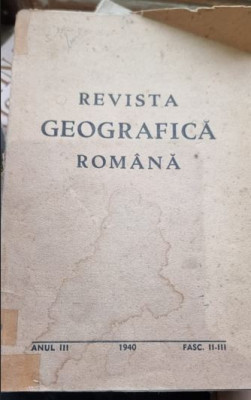 REVISTA
GEOGRAFICĂ
ROMÂNĂ
ANUL III 1940 FASC. II-III